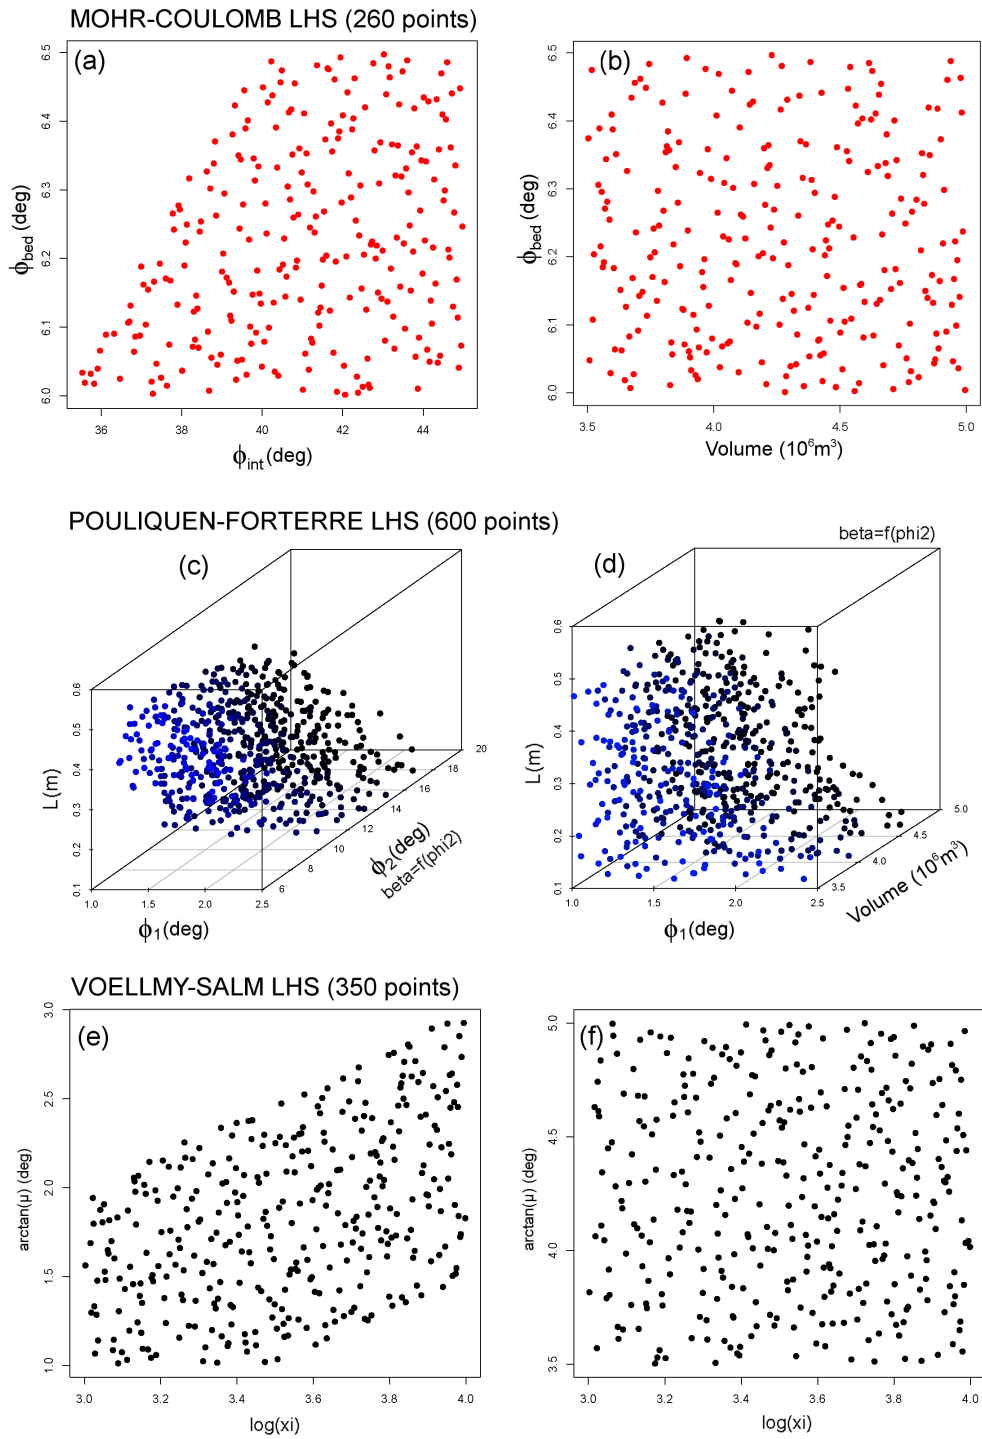 MOHR-COULOMB LHS (260 points)
(a)
6.5
6.4
6.3
6.2
6.1
6.0
ϕbed (deg)
36 38 40 42 44
ϕint (deg)
(b)
6.5
6.4
6.3
6.2
6.1
6.0
ϕbed (deg)
3.5 4.0 4.5 5.0
Volume (10⁶m³)
POULIQUEN-FORTERRE LHS (600 points)
(c)
0.6
0.5
0.4
0.3
0.2
0.1
L(m)
1.0 1.5 2.0 2.5
ϕ1(deg)
6
8
10
12
14
16
18
20
ϕ2(deg)
beta=f(phi2)
beta=f(phi2)
(d)
0.6
0.5
0.4
0.3
0.2
0.1
L(m)
1.0 1.5 2.0 2.5
ϕ1(deg)
3.5
4.0
4.5
5.0
Volume (10⁶m³)
VOELLMY-SALM LHS (350 points)
(e)
3.0
2.5
2.0
1.5
1.0
arctan(μ) (deg)
3.0 3.2 3.4 3.6 3.8 4.0
log(xi)
(f)
5.0
4.5
4.0
3.5
arctan(μ) (deg)
3.0 3.2 3.4 3.6 3.8 4.0
log(xi)